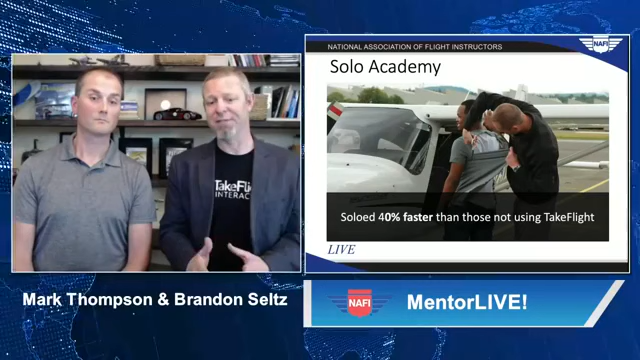 NATIONAL ASSOCIATION OF FLIGHT INSTRUCTORS
NAFI
Solo Academy
TakeFli
INTERAC
Soloed 40% faster than those not using TakeFlight
LIVE
Mark Thompson & Brandon Seltz
NAFI
MentorLIVE!